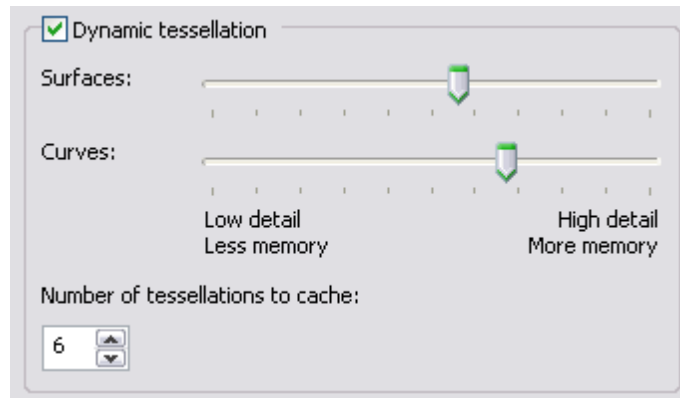 Dynamic tessellation
Surfaces:
Curves:
Low detail High detail
Less memory More memory
Number of tessellations to cache:
6